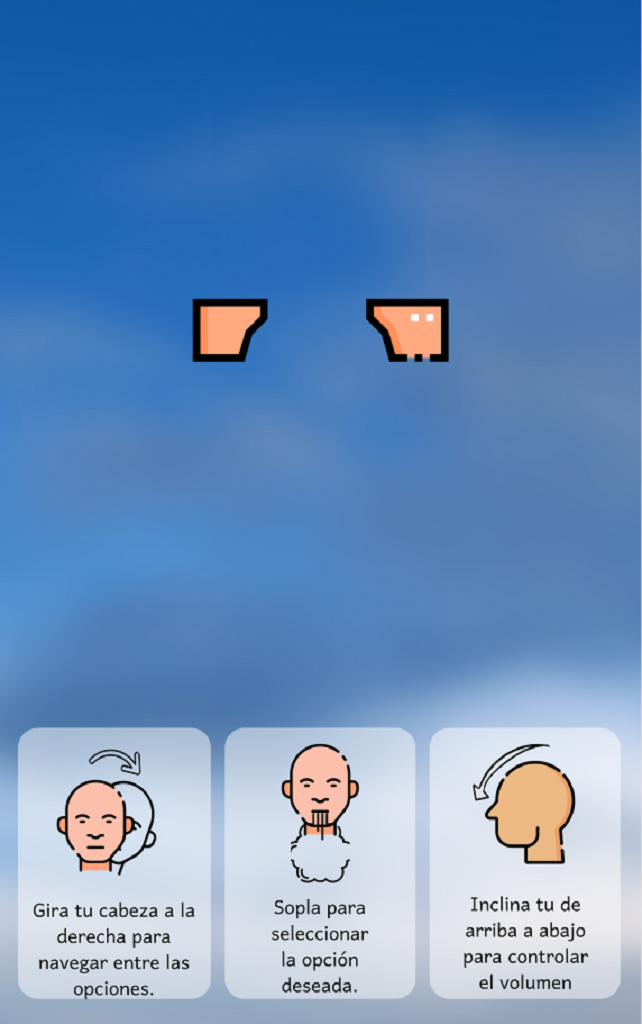 Gira tu cabeza a la
derecha para
navegar entre las
opciones.
Sopla para
seleccionar
la opción
deseada.
Inclina tu de
arriba a abajo
para controlar
el volumen